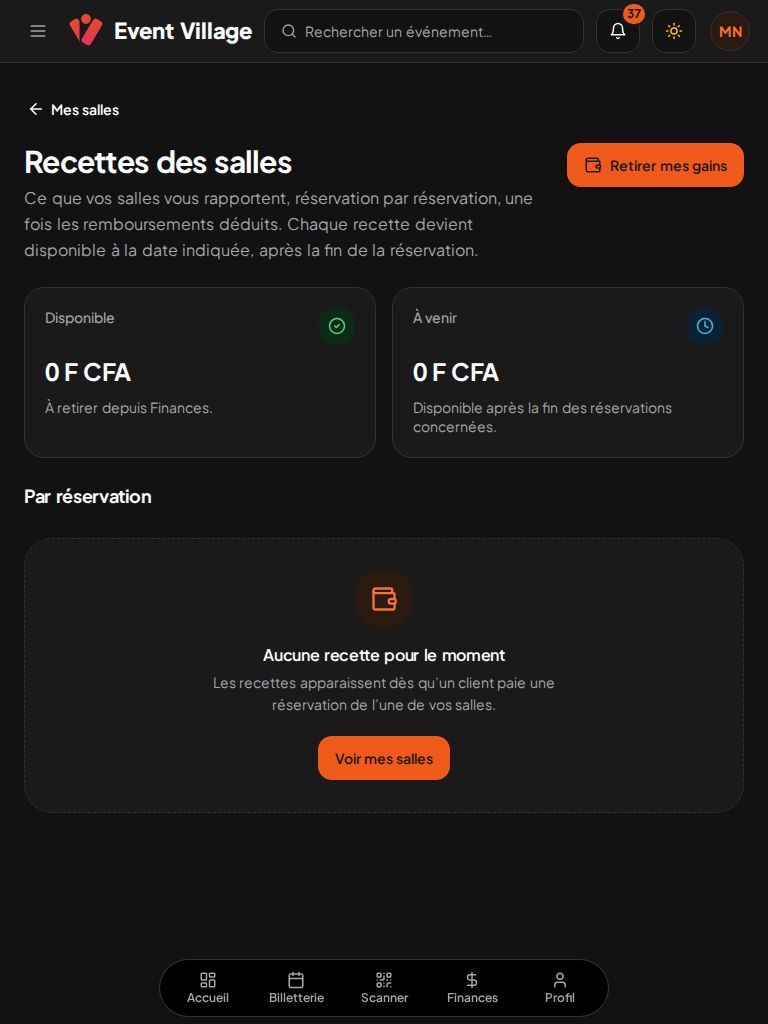 Event Village
Rechercher un événement...
37
MN
Mes salles
Recettes des salles
Retirer mes gains
Ce que vos salles vous rapportent, réservation par réservation, une
fois les remboursements déduits. Chaque recette devient
disponible à la date indiquée, après la fin de la réservation.
Disponible
0 F CFA
À retirer depuis Finances.
À venir
0 F CFA
Disponible après la fin des réservations
concernées.
Par réservation
Aucune recette pour le moment
Les recettes apparaissent dès qu’un client paie une
réservation de l’une de vos salles.
Voir mes salles
Accueil
Billetterie
Scanner
Finances
Profil